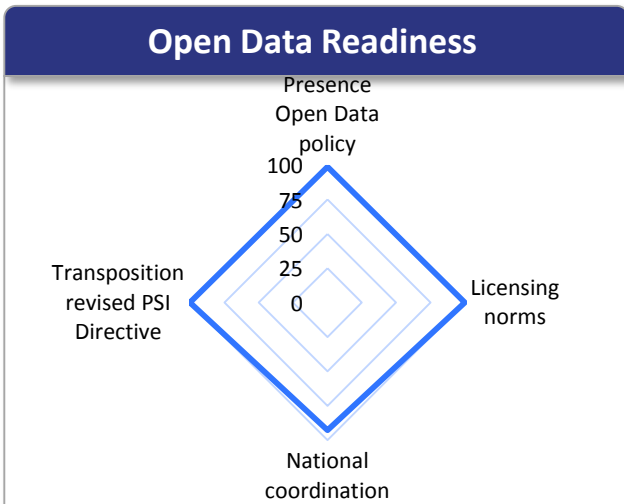 Open Data Readiness
Presence
Open Data
policy
100
75
50
25
0
Transposition
revised PSI
Directive
Licensing
norms
National
coordination